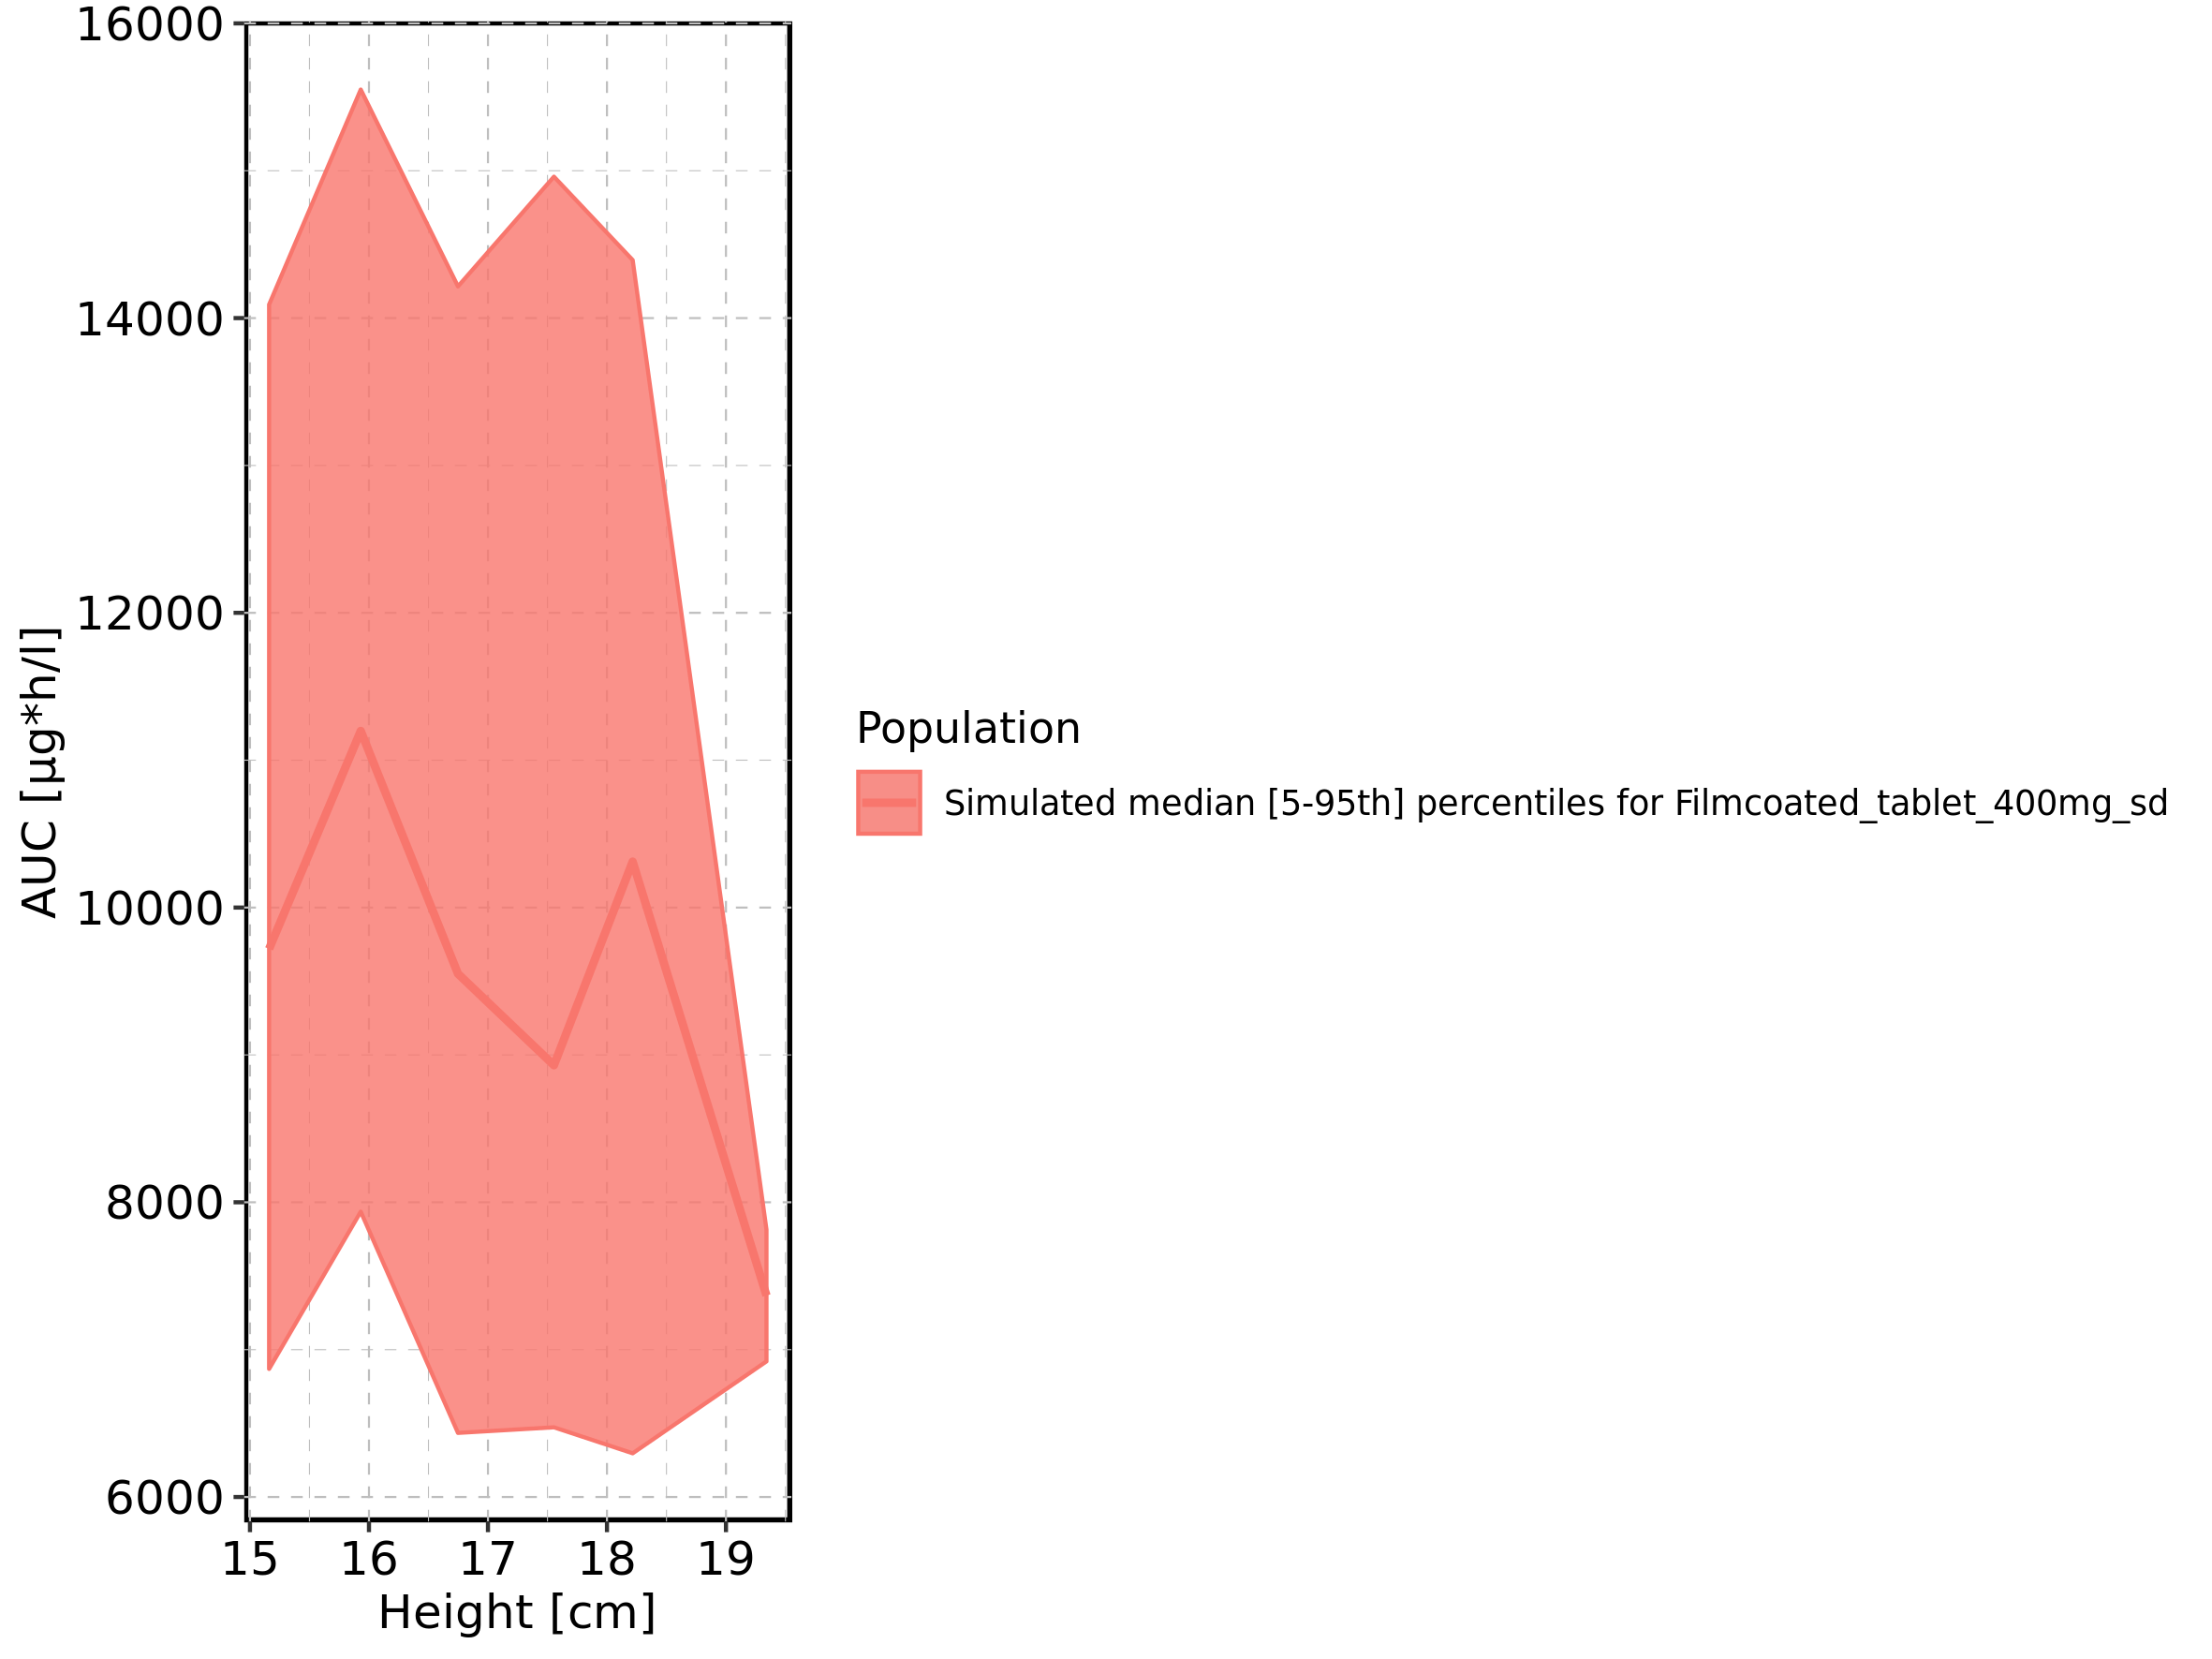 16000
14000
12000
10000
8000
6000
AUC [µg*h/l]
15 16 17 18 19
Height [cm]
Population
Simulated median [5-95th] percentiles for Filmcoated_tablet_400mg_sd